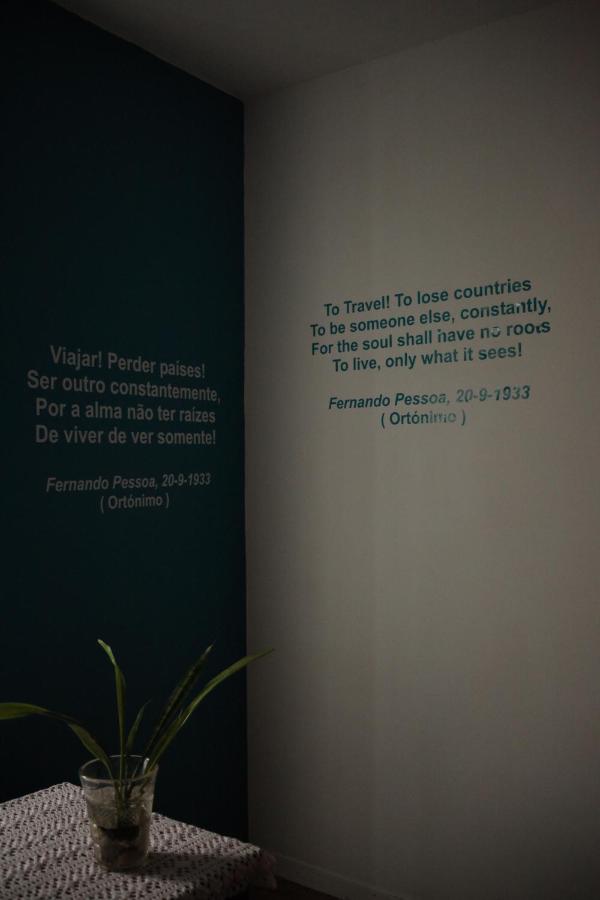 Viajar! Perder países!
Ser outro constantemente,
Por a alma não ter raízes
De viver de ver somente!
Fernando Pessoa, 20-9-1933
( Ortónimo )
To Travel! To lose countries
To be someone else, constantly,
For the soul shall have no roots
To live, only what it sees!
Fernando Pessoa, 20-9-1933
( Ortónimo )